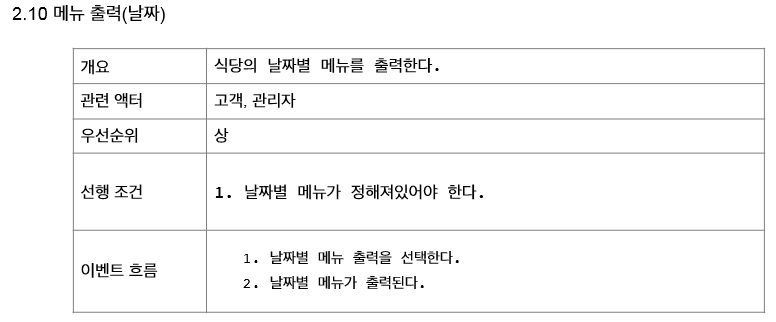 2.10 메뉴 출력(날짜)
개요 식당의 날짜별 메뉴를 출력한다.
관련 액터 고객, 관리자
우선순위 상
선행 조건 1. 날짜별 메뉴가 정해져있어야 한다.
이벤트 흐름
1. 날짜별 메뉴 출력을 선택한다.
2. 날짜별 메뉴가 출력된다.